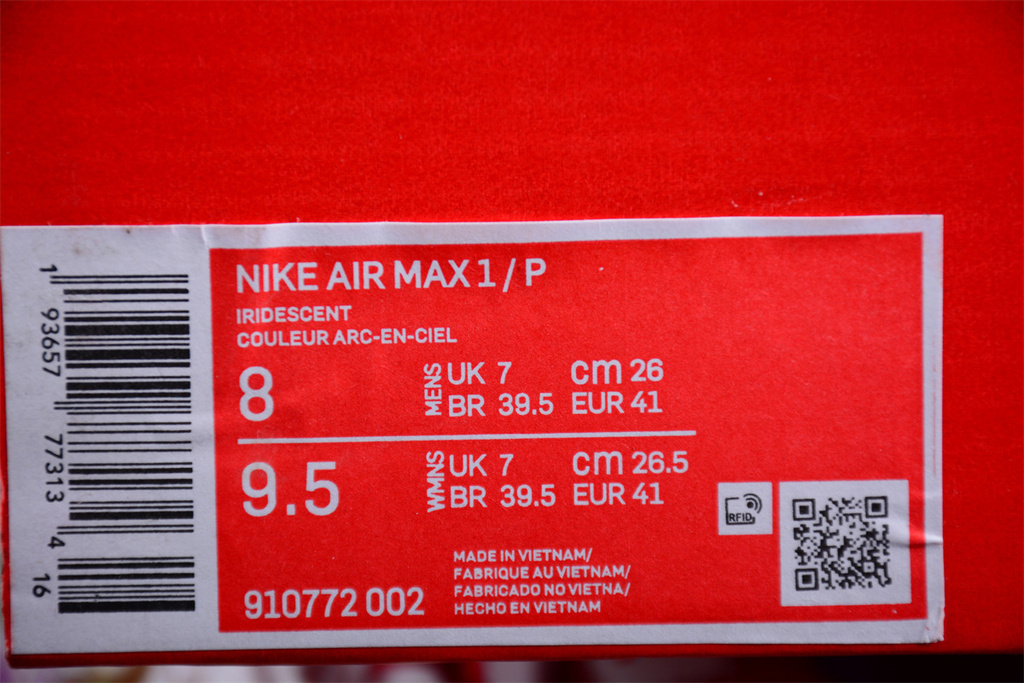 NIKE AIR MAX 1 / P
IRIDESCENT
COULEUR ARC-EN-CIEL
8 MENS UK 7 cm 26
BR 39.5 EUR 41
9.5 WMNS UK 7 cm 26.5
BR 39.5 EUR 41
RFID
MADE IN VIETNAM/
FABRIQUE AU VIETNAM/
FABRICADO NO VIETNA/
HECHO EN VIETNAM
910772 002
1 93657 77313 4 16